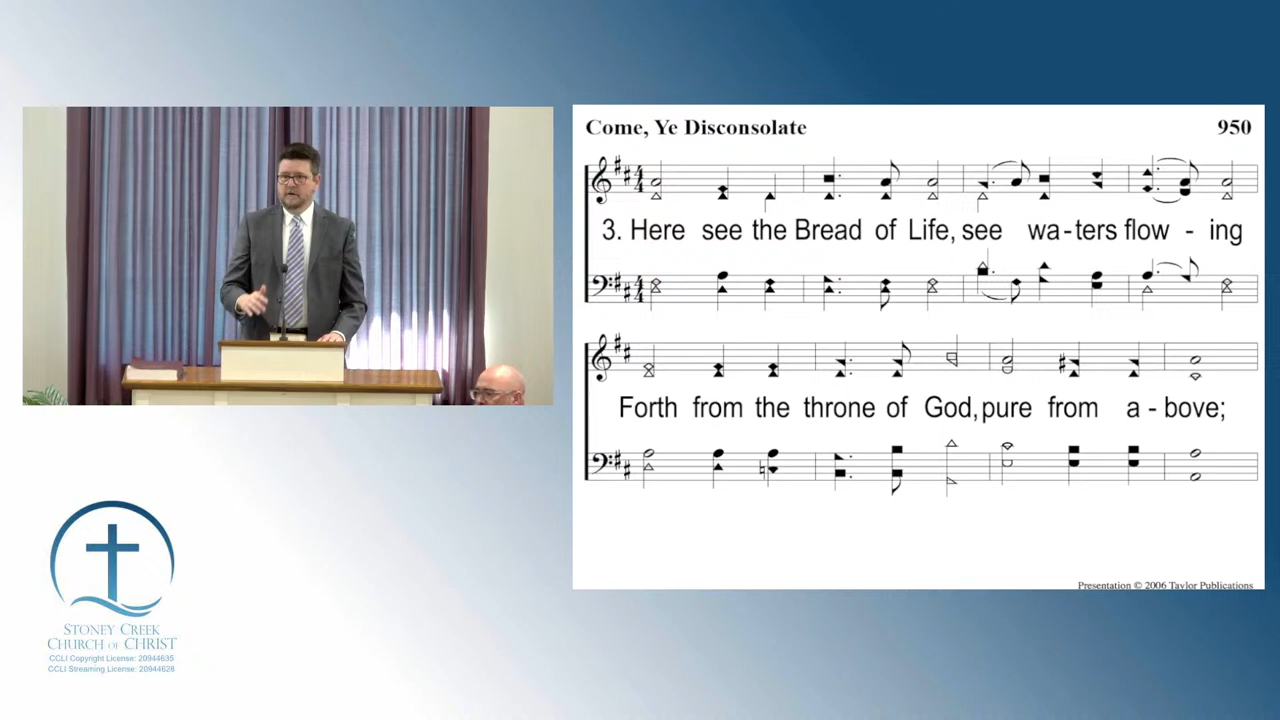 Come, Ye Disconsolate 950
3. Here see the Bread of Life, see wa-ters flow - ing
Forth from the throne of God, pure from a - bove;
Presentation © 2006 Taylor Publications
STONEY CREEK
CHURCH OF CHRIST
CCLI Copyright License: 20944635
CCLI Streaming License: 20944628